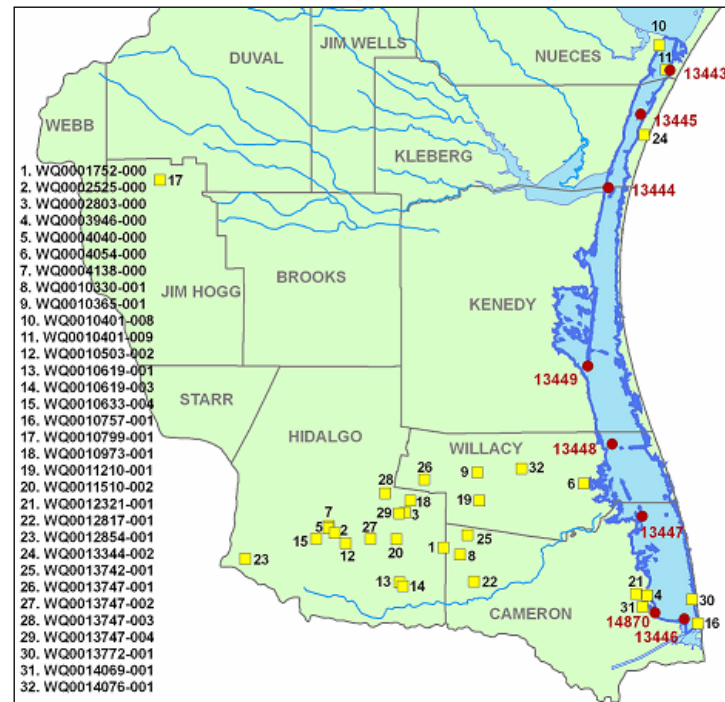 10
JIM WELLS
DUVAL
NUECES
11
13443
13445
WEBB
24
KLEBERG
17
13444
1. WQ0001752-000
2. WQ0002525-000
3. WQ0002803-000
4. WQ0003946-000
5. WQ0004040-000
6. WQ0004054-000
7. WQ0004138-000
8. WQ0010330-001
9. WQ0010365-001
10. WQ0010401-008
11. WQ0010401-009
12. WQ0010503-002
13. WQ0010619-001
14. WQ0010619-003
15. WQ0010633-004
16. WQ0010757-001
17. WQ0010799-001
18. WQ0010973-001
19. WQ0011210-001
20. WQ0011510-002
21. WQ0012321-001
22. WQ0012817-001
23. WQ0012854-001
24. WQ0013344-002
25. WQ0013742-001
26. WQ0013747-001
27. WQ0013747-002
28. WQ0013747-003
29. WQ0013747-004
30. WQ0013772-001
31. WQ0014069-001
32. WQ0014076-001
BROOKS
JIM HOGG
KENEDY
13449
STARR
HIDALGO
WILLACY
13448
26
9
32
28
6
18
19
29
3
7
5
2
13447
15
27
20
25
12
1
8
23
13
14
22
21
4
30
31
CAMERON
14870
16
13446